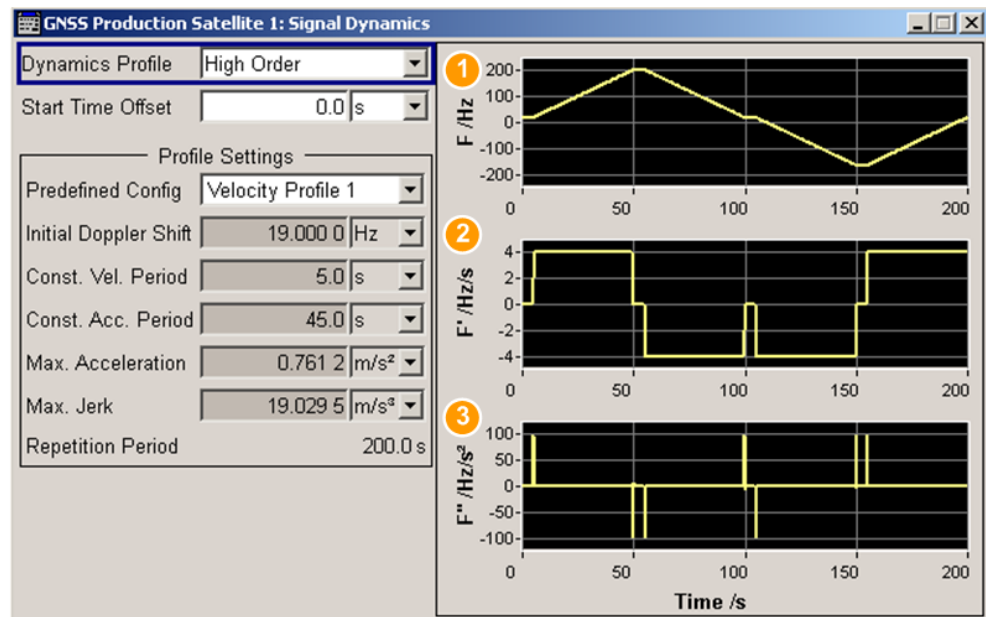 GNSS Production Satellite 1: Signal Dynamics
Dynamics Profile High Order
Start Time Offset 0.0 s
Profile Settings
Predefined Config Velocity Profile 1
Initial Doppler Shift 19.000 0 Hz
Const. Vel. Period 5.0 s
Const. Acc. Period 45.0 s
Max. Acceleration 0.761 2 m/s²
Max. Jerk 19.029 5 m/s³
Repetition Period 200.0 s
1
F /Hz
200
100
0
-100
-200
0 50 100 150 200
2
F' /Hz/s
4
2
0
-2
-4
0 50 100 150 200
3
F" /Hz/s²
100
50
0
-50
-100
0 50 100 150 200
Time /s